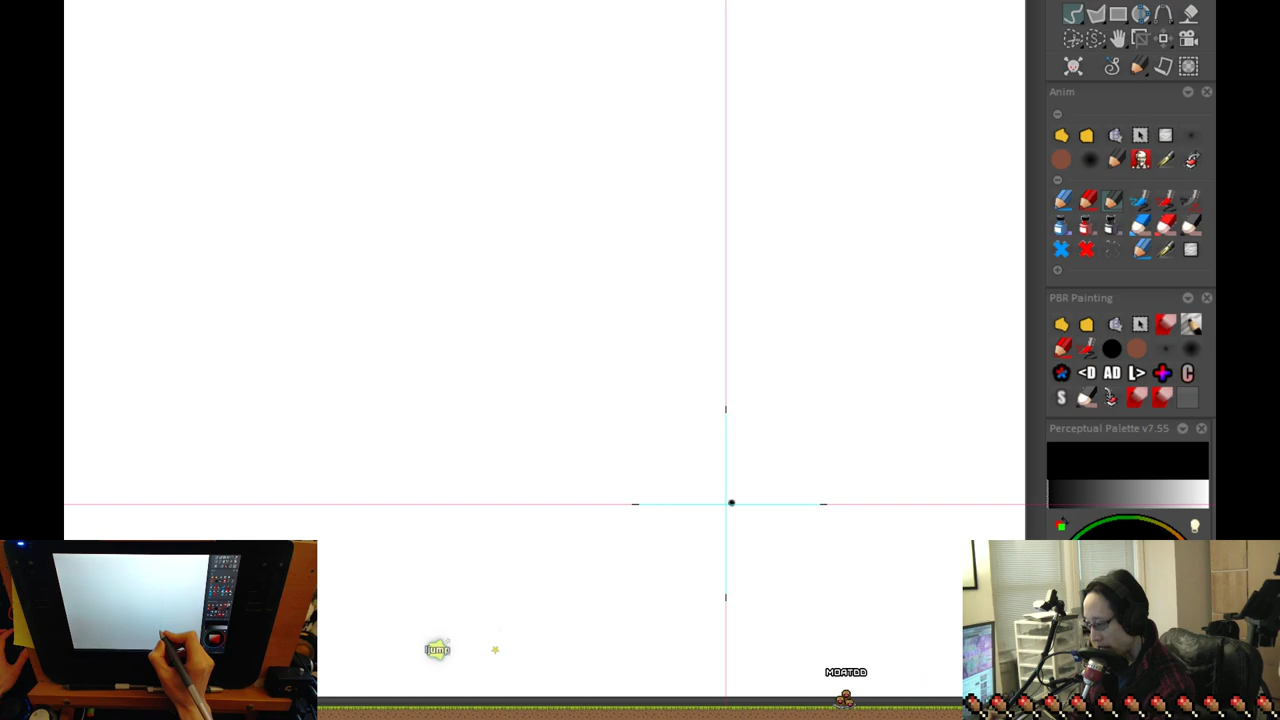 Anim
PBR Painting
<D AD L> C
S
Perceptual Palette v7.55
!jump
MOATDD